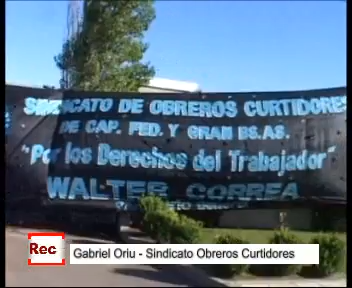 SINDICATO DE OBREROS CURTIDORES
DE CAP. FED. Y GRAN BS.AS.
"Por los Derechos del Trabajador"
WALTER CORREA
Rec
Gabriel Oriu - Sindicato Obreros Curtidores